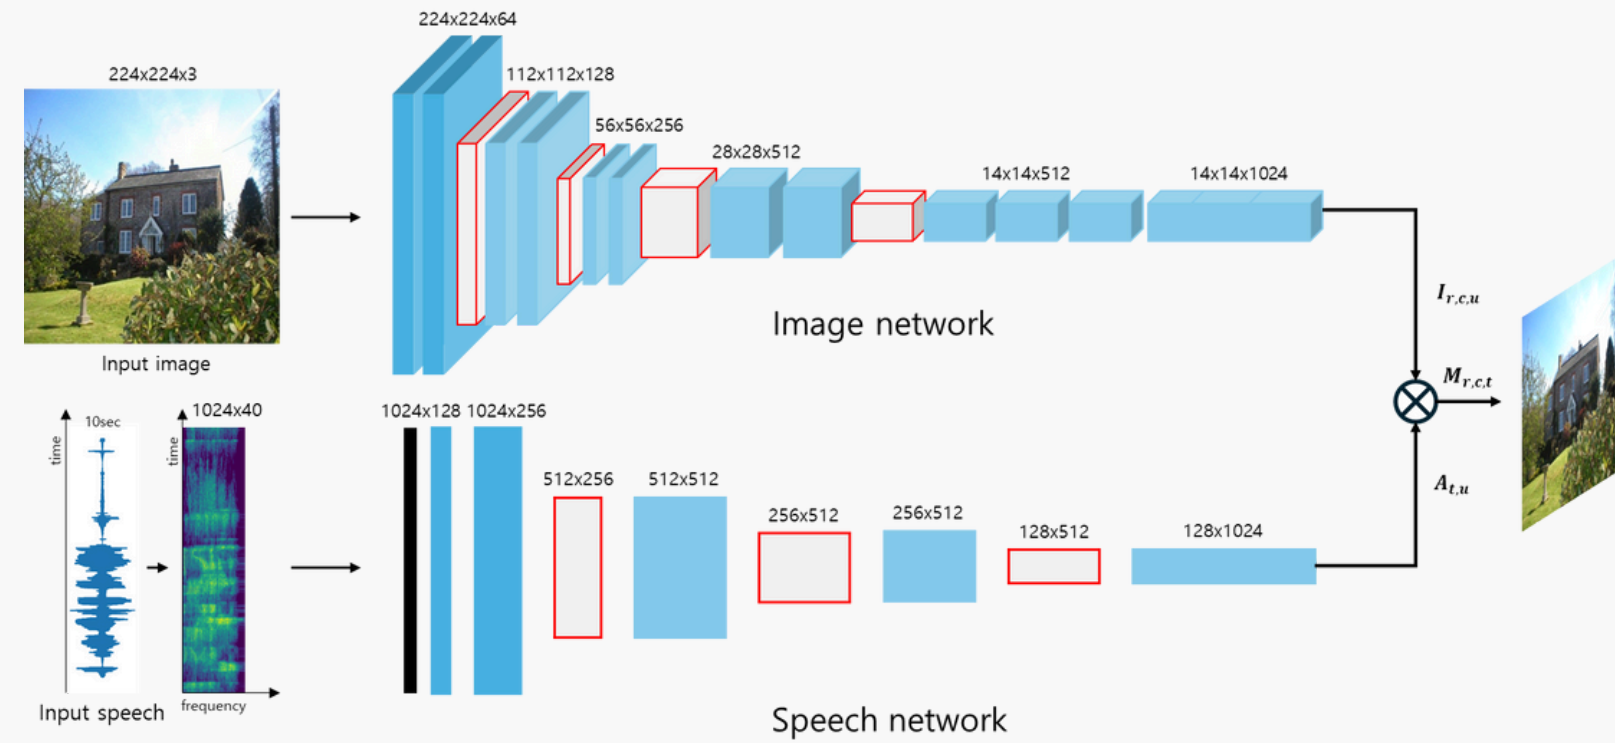 224x224x3
224x224x64
112x112x128
56x56x256
28x28x512
14x14x512
14x14x1024
Input image
Image network
I_{r,c,u}
M_{r,c,t}
A_{t,u}
time
10sec
time
1024x40
1024x128
1024x256
512x256
512x512
256x512
256x512
128x512
128x1024
frequency
Input speech
Speech network